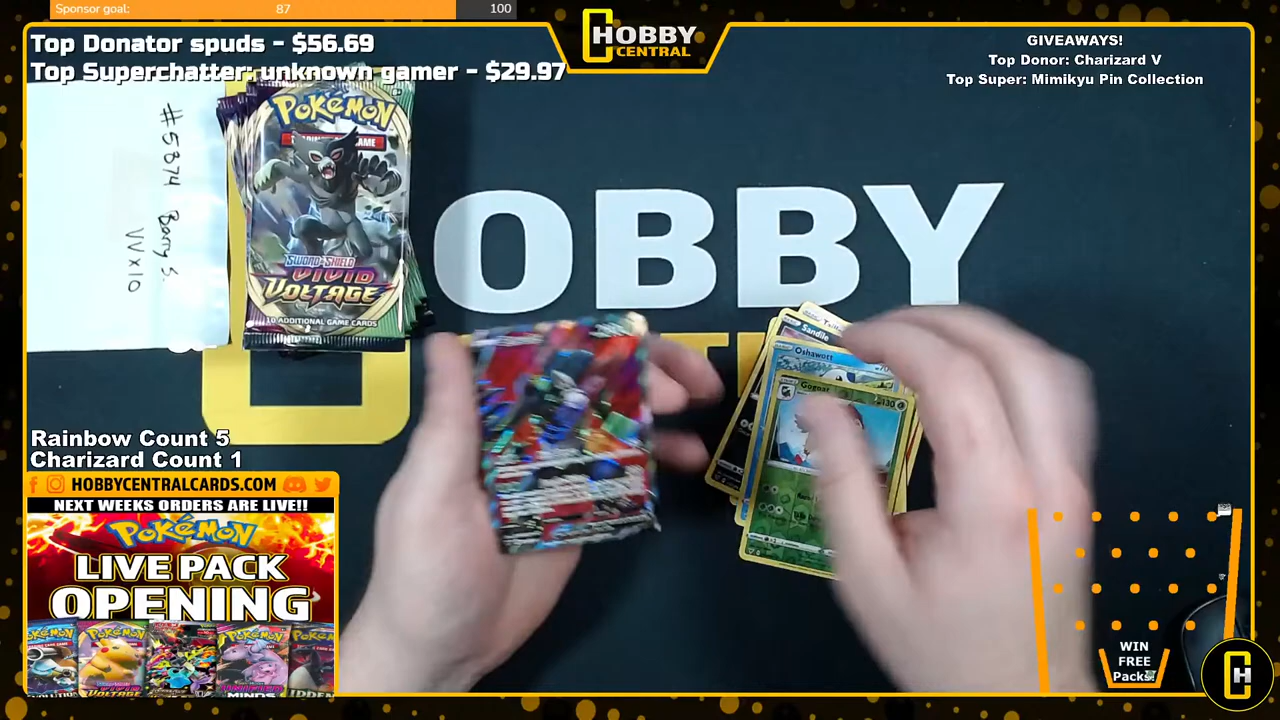 Sponsor goal: 87 100
Top Donator spuds - $56.69
Top Superchatter: unknown gamer - $29.97
HOBBY
CENTRAL
GIVEAWAYS!
Top Donor: Charizard V
Top Super: Mimikyu Pin Collection
#5874 Barry S.
VVx10
POKéMON
SWORD & SHIELD
VIVID
VOLTAGE
10 ADDITIONAL GAME CARDS
OBBY
Sandile
Oshawott
Gogoat
130
Rainbow Count 5
Charizard Count 1
HOBBYCENTRALCARDS.COM
NEXT WEEKS ORDERS ARE LIVE!!
POKéMON
LIVE PACK
OPENING
WIN
FREE
Packs!
CH